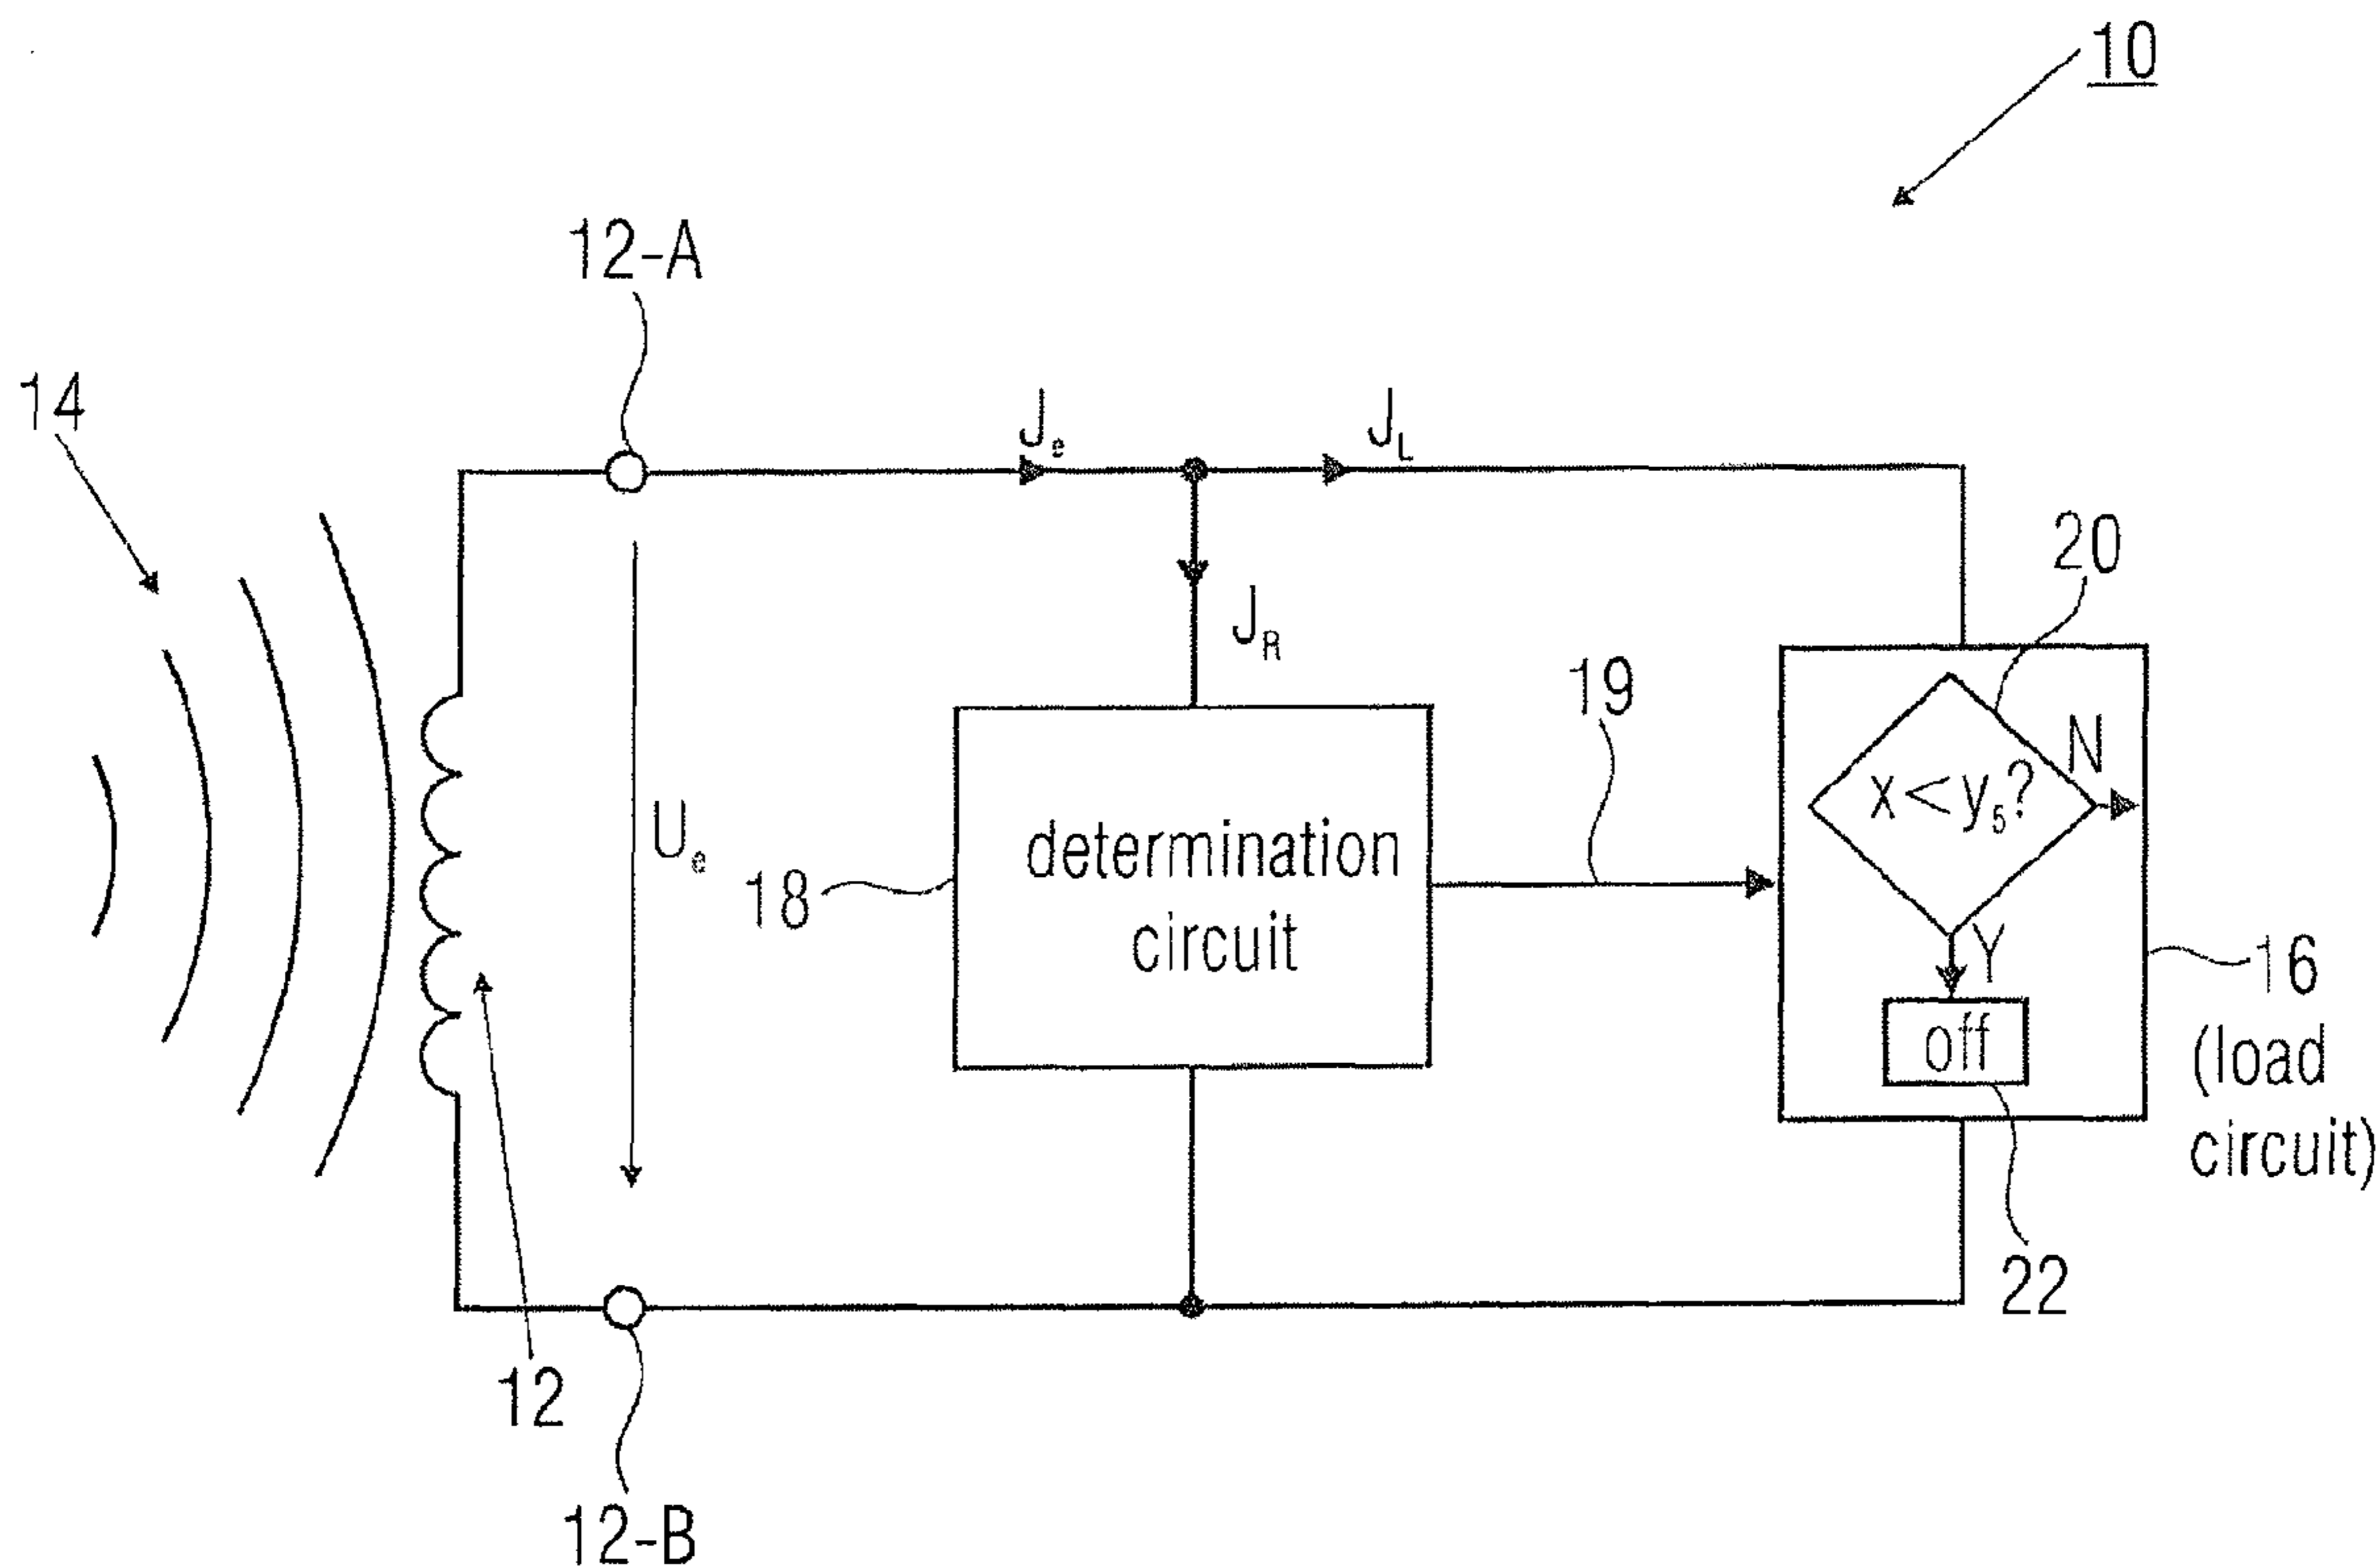 10
12-A
14
Je
JL
20
JR
19
N
x<y5?
Ue
determination
circuit
18
Y
16
off
(load
circuit)
22
12
12-B